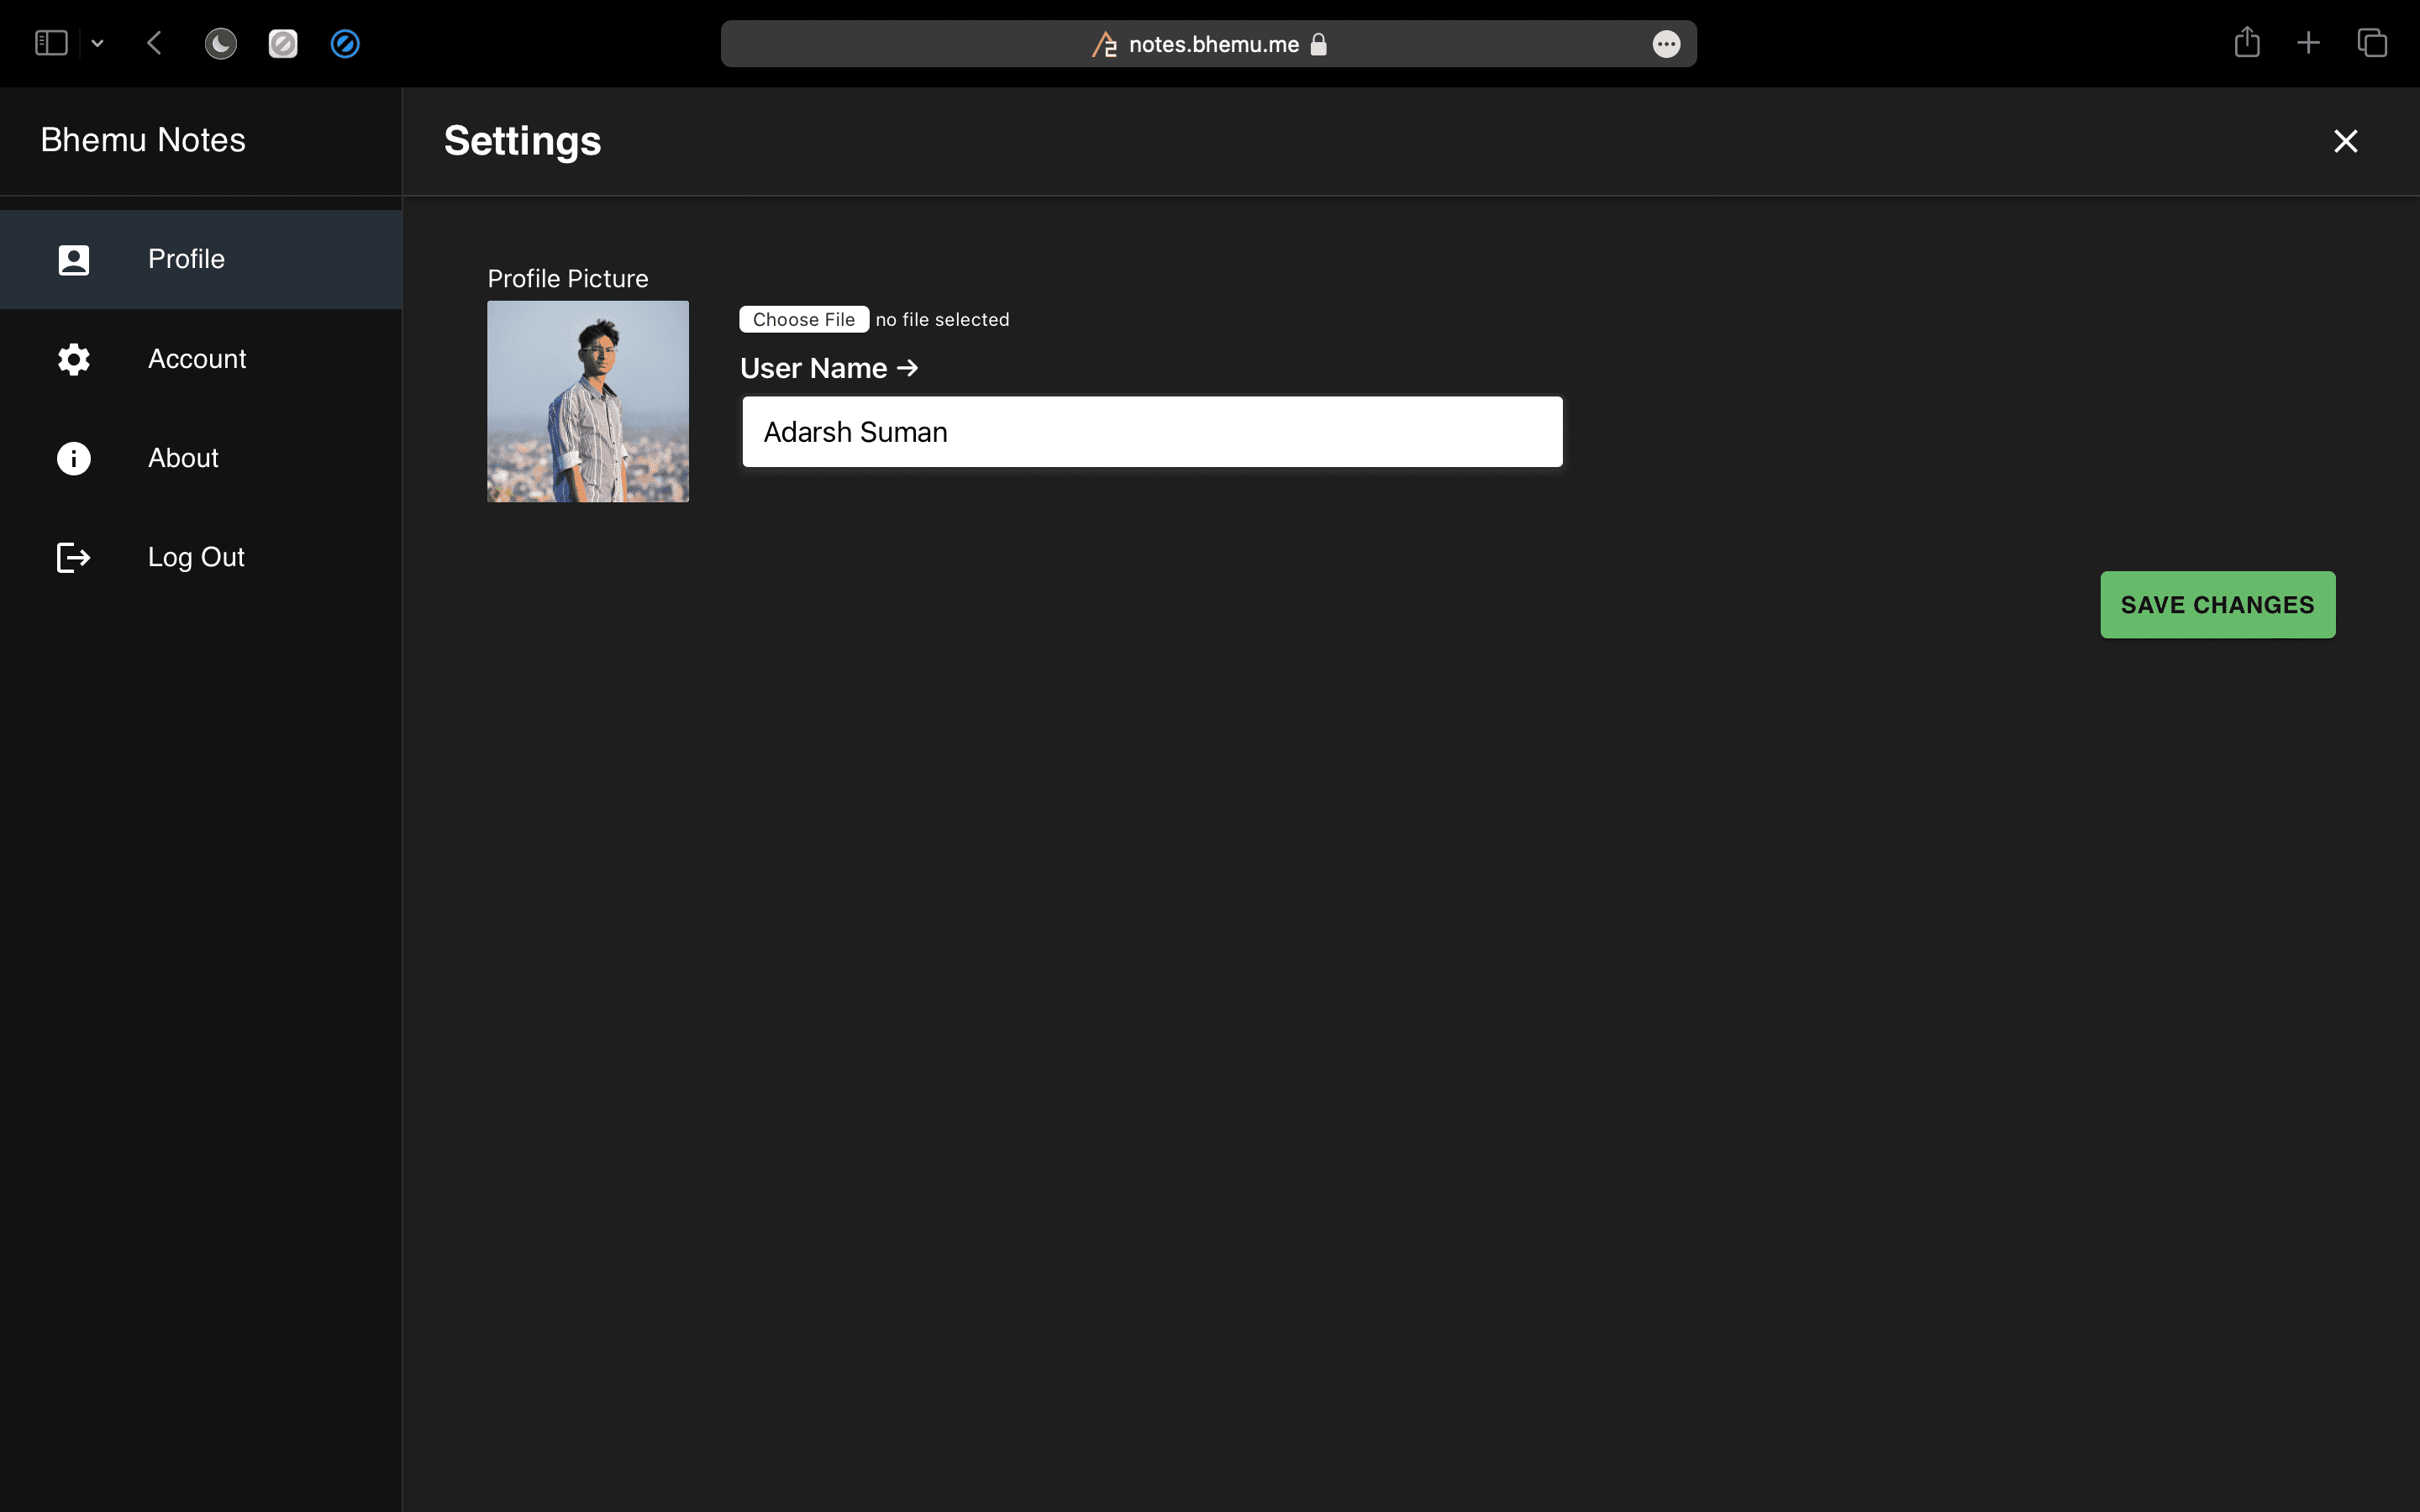 notes.bhemu.me
Bhemu Notes
Settings
Profile
Account
About
Log Out
Profile Picture
Choose File no file selected
User Name →
Adarsh Suman
SAVE CHANGES